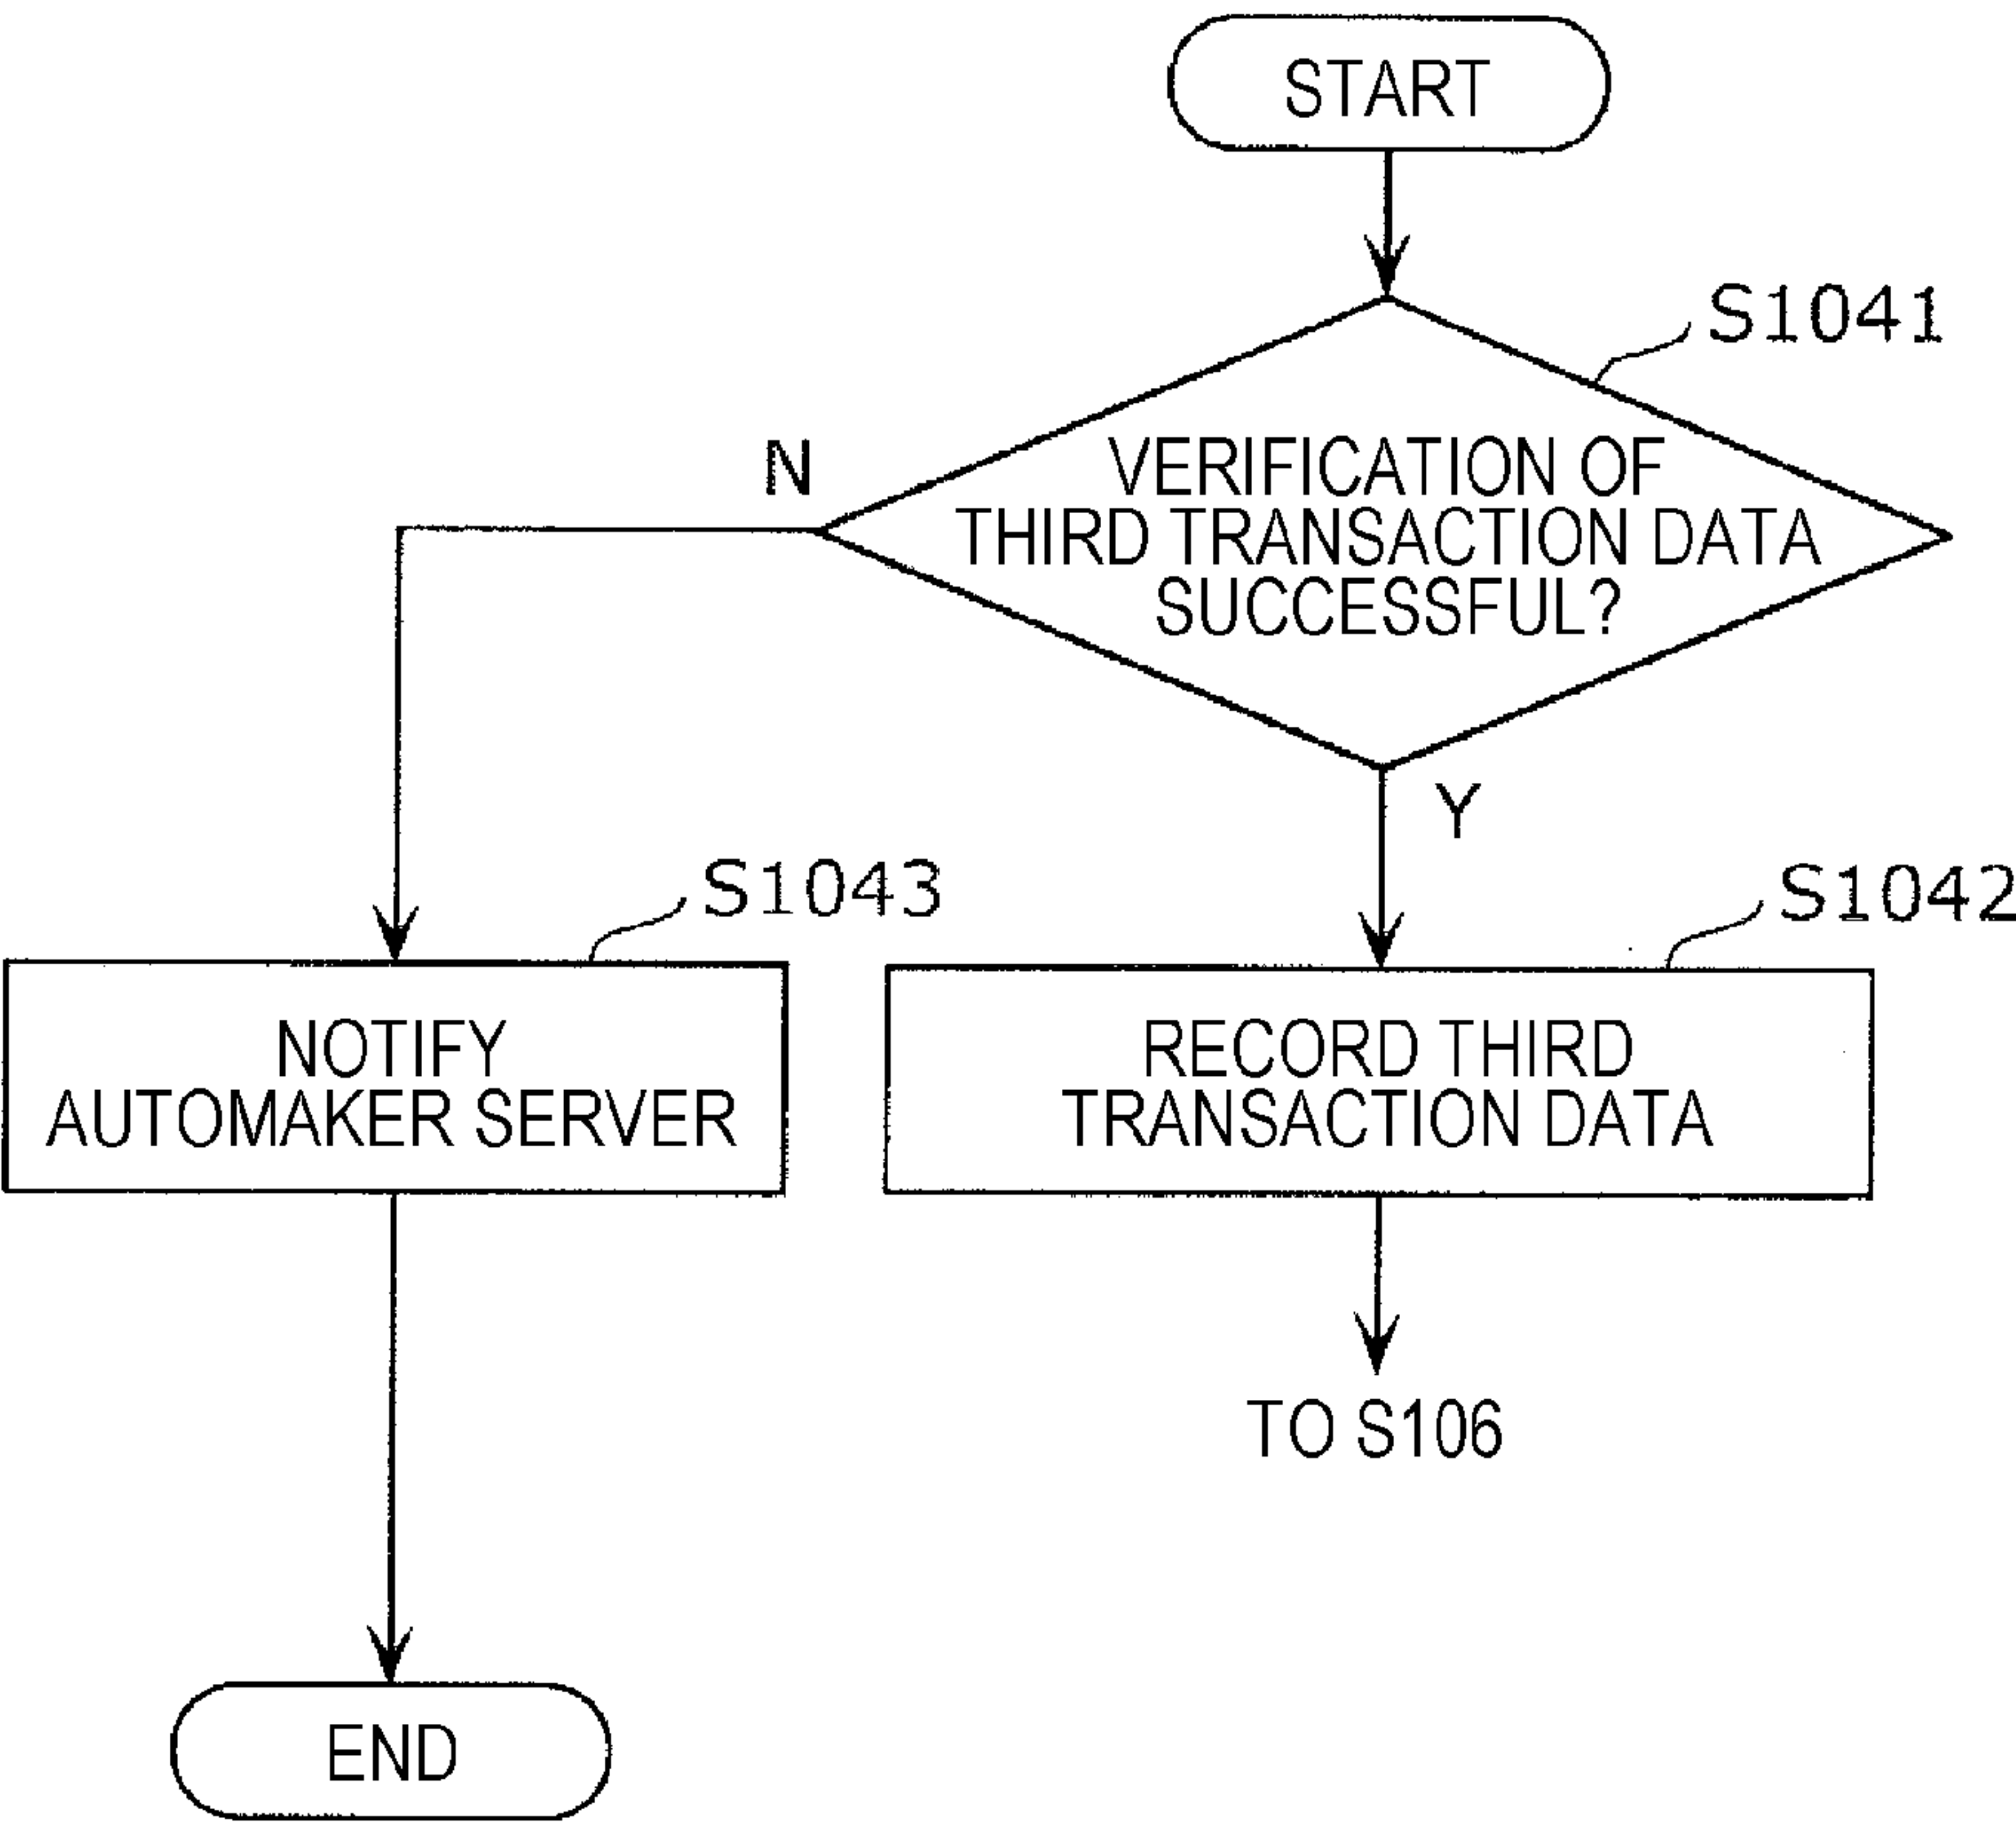 START
S1041
N
VERIFICATION OF
THIRD TRANSACTION DATA
SUCCESSFUL?
Y
S1043
S1042
NOTIFY
AUTOMAKER SERVER
RECORD THIRD
TRANSACTION DATA
TO S106
END